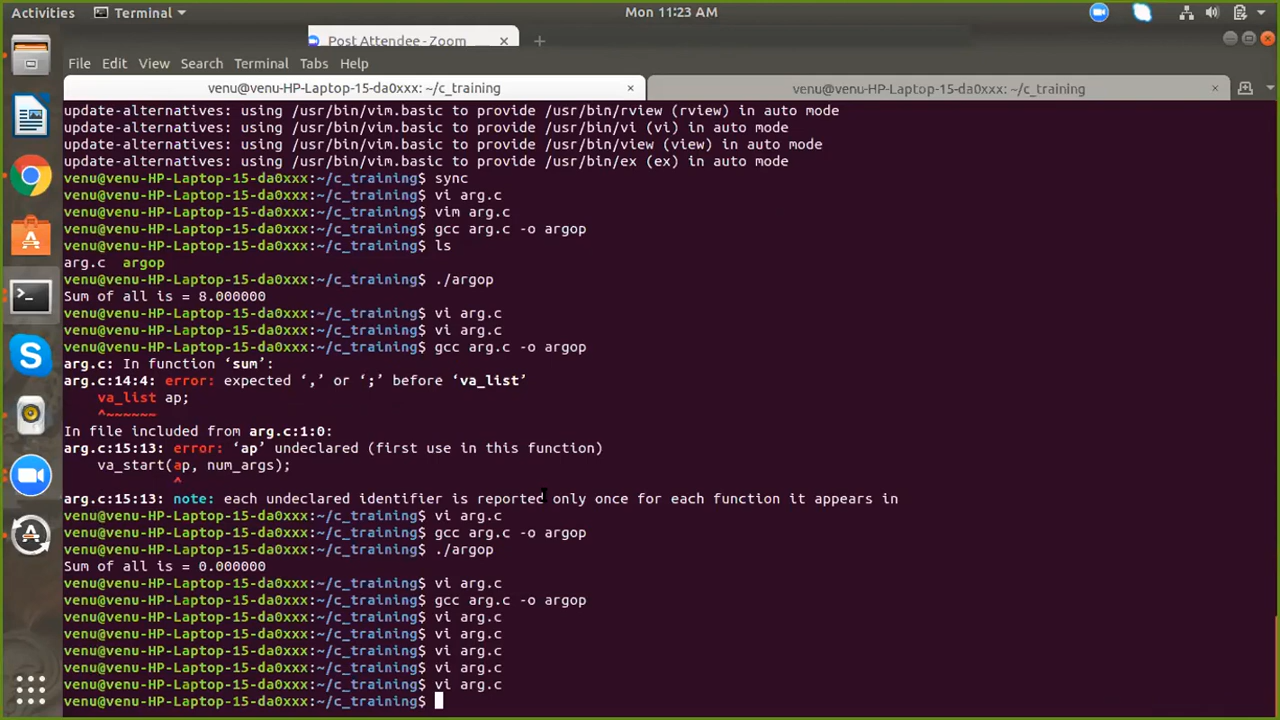 Activities Terminal Mon 11:23 AM
Post Attendee - Zoom
File Edit View Search Terminal Tabs Help
venu@venu-HP-Laptop-15-da0xxx: ~/c_training venu@venu-HP-Laptop-15-da0xxx: ~/c_training
update-alternatives: using /usr/bin/vim.basic to provide /usr/bin/rview (rview) in auto mode
update-alternatives: using /usr/bin/vim.basic to provide /usr/bin/vi (vi) in auto mode
update-alternatives: using /usr/bin/vim.basic to provide /usr/bin/view (view) in auto mode
update-alternatives: using /usr/bin/vim.basic to provide /usr/bin/ex (ex) in auto mode
venu@venu-HP-Laptop-15-da0xxx:~/c_training$ sync
venu@venu-HP-Laptop-15-da0xxx:~/c_training$ vi arg.c
venu@venu-HP-Laptop-15-da0xxx:~/c_training$ vim arg.c
venu@venu-HP-Laptop-15-da0xxx:~/c_training$ gcc arg.c -o argop
venu@venu-HP-Laptop-15-da0xxx:~/c_training$ ls
arg.c argop
venu@venu-HP-Laptop-15-da0xxx:~/c_training$ ./argop
Sum of all is = 8.000000
venu@venu-HP-Laptop-15-da0xxx:~/c_training$ vi arg.c
venu@venu-HP-Laptop-15-da0xxx:~/c_training$ vi arg.c
venu@venu-HP-Laptop-15-da0xxx:~/c_training$ gcc arg.c -o argop
arg.c: In function ‘sum’:
arg.c:14:4: error: expected ‘,’ or ‘;’ before ‘va_list’
va_list ap;
^~~~~~~
In file included from arg.c:1:0:
arg.c:15:13: error: ‘ap’ undeclared (first use in this function)
va_start(ap, num_args);
^
arg.c:15:13: note: each undeclared identifier is reported only once for each function it appears in
venu@venu-HP-Laptop-15-da0xxx:~/c_training$ vi arg.c
venu@venu-HP-Laptop-15-da0xxx:~/c_training$ gcc arg.c -o argop
venu@venu-HP-Laptop-15-da0xxx:~/c_training$ ./argop
Sum of all is = 0.000000
venu@venu-HP-Laptop-15-da0xxx:~/c_training$ vi arg.c
venu@venu-HP-Laptop-15-da0xxx:~/c_training$ gcc arg.c -o argop
venu@venu-HP-Laptop-15-da0xxx:~/c_training$ vi arg.c
venu@venu-HP-Laptop-15-da0xxx:~/c_training$ vi arg.c
venu@venu-HP-Laptop-15-da0xxx:~/c_training$ vi arg.c
venu@venu-HP-Laptop-15-da0xxx:~/c_training$ vi arg.c
venu@venu-HP-Laptop-15-da0xxx:~/c_training$ vi arg.c
venu@venu-HP-Laptop-15-da0xxx:~/c_training$